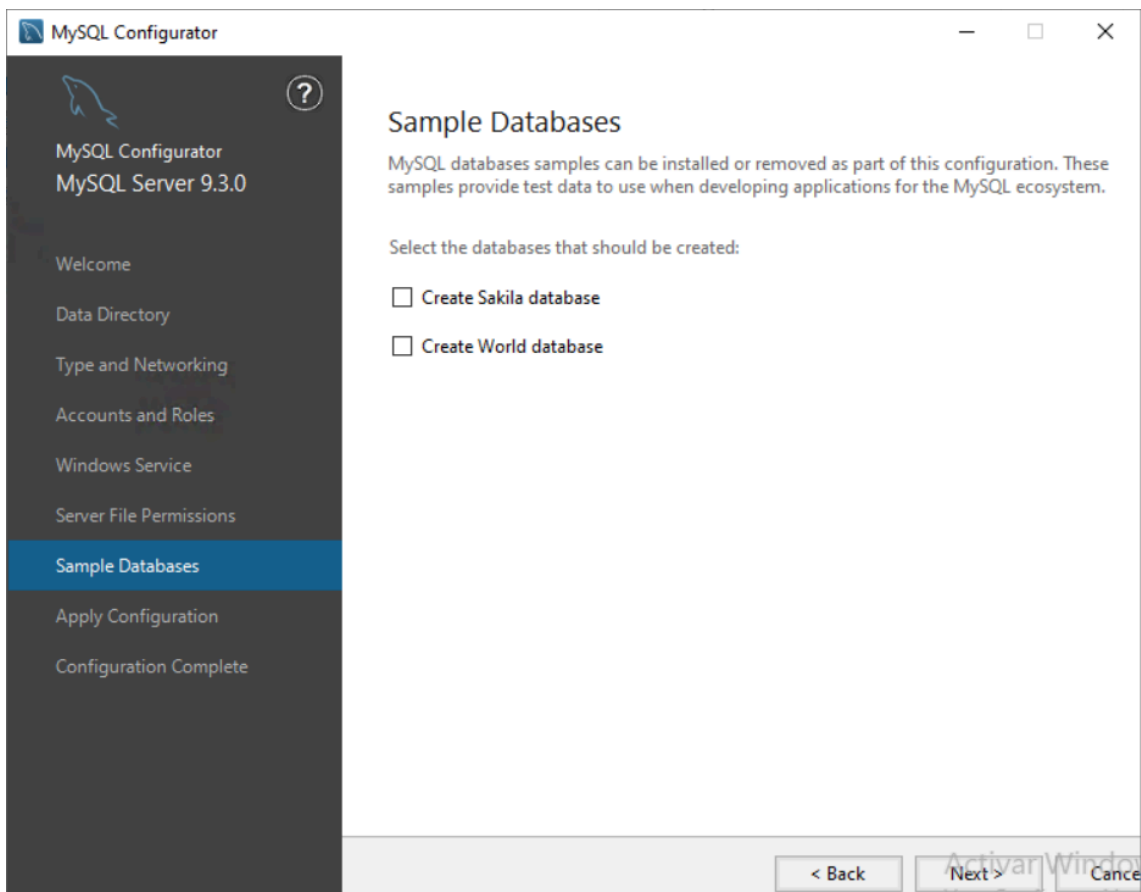 MySQL Configurator
?
MySQL Configurator
MySQL Server 9.3.0
Welcome
Data Directory
Type and Networking
Accounts and Roles
Windows Service
Server File Permissions
Sample Databases
Apply Configuration
Configuration Complete
Sample Databases
MySQL databases samples can be installed or removed as part of this configuration. These
samples provide test data to use when developing applications for the MySQL ecosystem.
Select the databases that should be created:
Create Sakila database
Create World database
< Back
Next >
Cance
Activar Window